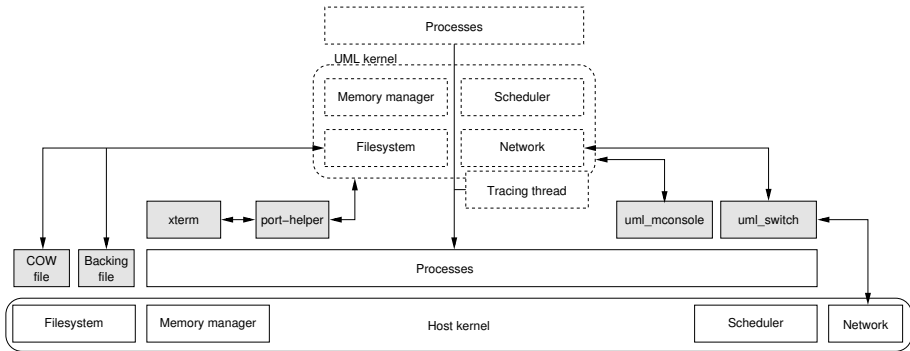 Processes
UML kernel
Memory manager
Scheduler
Filesystem
Network
Tracing thread
xterm
port−helper
uml_mconsole
uml_switch
COW
file
Backing
file
Processes
Filesystem
Memory manager
Host kernel
Scheduler
Network